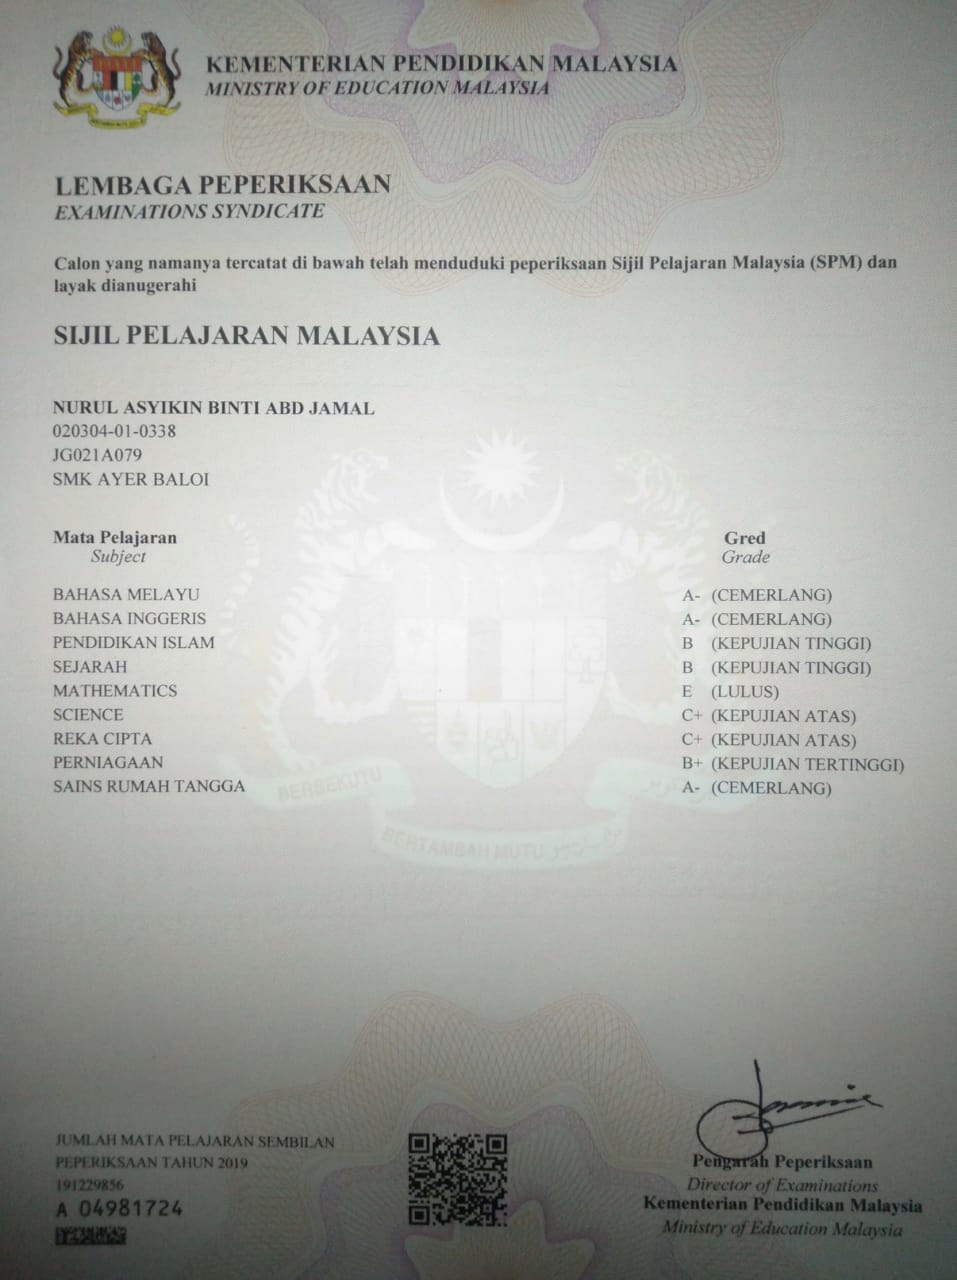 KEMENTERIAN PENDIDIKAN MALAYSIA
MINISTRY OF EDUCATION MALAYSIA
LEMBAGA PEPERIKSAAN
EXAMINATIONS SYNDICATE
Calon yang namanya tercatat di bawah telah menduduki peperiksaan Sijil Pelajaran Malaysia (SPM) dan
layak dianugerahi
SIJIL PELAJARAN MALAYSIA
NURUL ASYIKIN BINTI ABD JAMAL
020304-01-0338
JG021A079
SMK AYER BALOI
Mata Pelajaran Gred
Subject Grade
BAHASA MELAYU A- (CEMERLANG)
BAHASA INGGERIS A- (CEMERLANG)
PENDIDIKAN ISLAM B (KEPUJIAN TINGGI)
SEJARAH B (KEPUJIAN TINGGI)
MATHEMATICS E (LULUS)
SCIENCE C+ (KEPUJIAN ATAS)
REKA CIPTA C+ (KEPUJIAN ATAS)
PERNIAGAAN B+ (KEPUJIAN TERTINGGI)
SAINS RUMAH TANGGA A- (CEMERLANG)
BERSEKUTU
BERTAMBAH MUTU
JUMLAH MATA PELAJARAN SEMBILAN
PEPERIKSAAN TAHUN 2019
191229856
A 04981724
Pengarah Peperiksaan
Director of Examinations
Kementerian Pendidikan Malaysia
Ministry of Education Malaysia